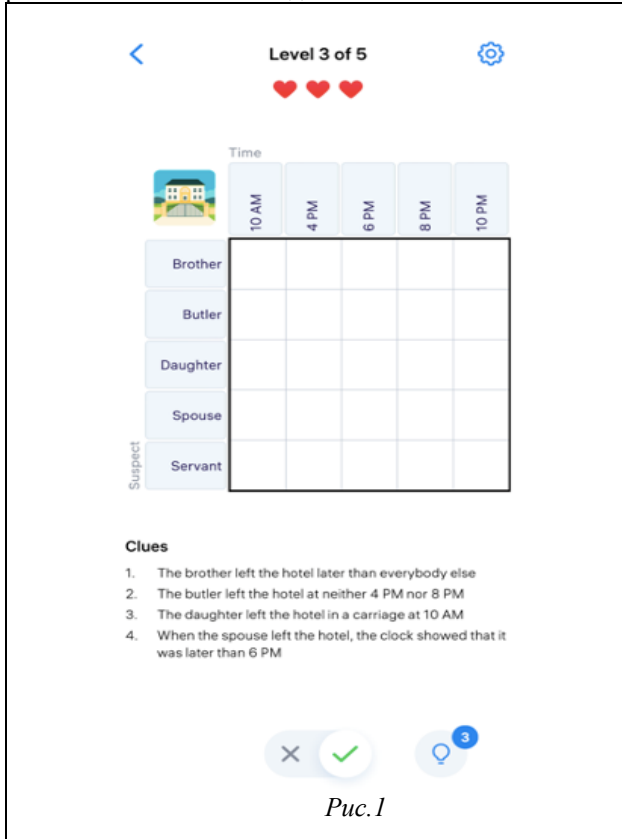 Level 3 of 5
Time
10 AM
4 PM
6 PM
8 PM
10 PM
Suspect
Brother
Butler
Daughter
Spouse
Servant
Clues
1. The brother left the hotel later than everybody else
2. The butler left the hotel at neither 4 PM nor 8 PM
3. The daughter left the hotel in a carriage at 10 AM
4. When the spouse left the hotel, the clock showed that it
was later than 6 PM
3
Рис.1